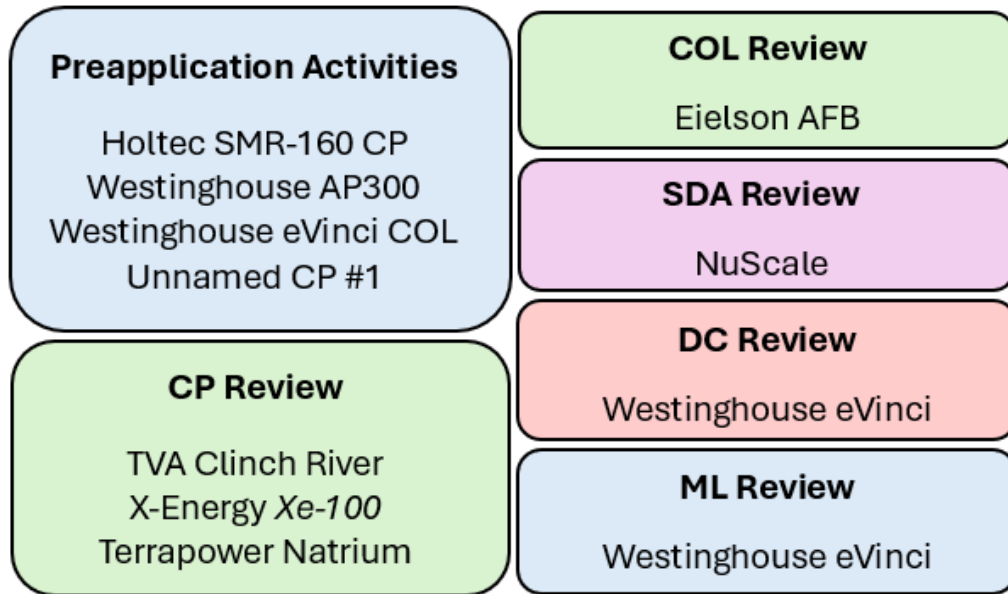 Preapplication Activities
Holtec SMR-160 CP
Westinghouse AP300
Westinghouse eVinci COL
Unnamed CP #1
CP Review
TVA Clinch River
X-Energy Xe-100
Terrapower Natrium
COL Review
Eielson AFB
SDA Review
NuScale
DC Review
Westinghouse eVinci
ML Review
Westinghouse eVinci